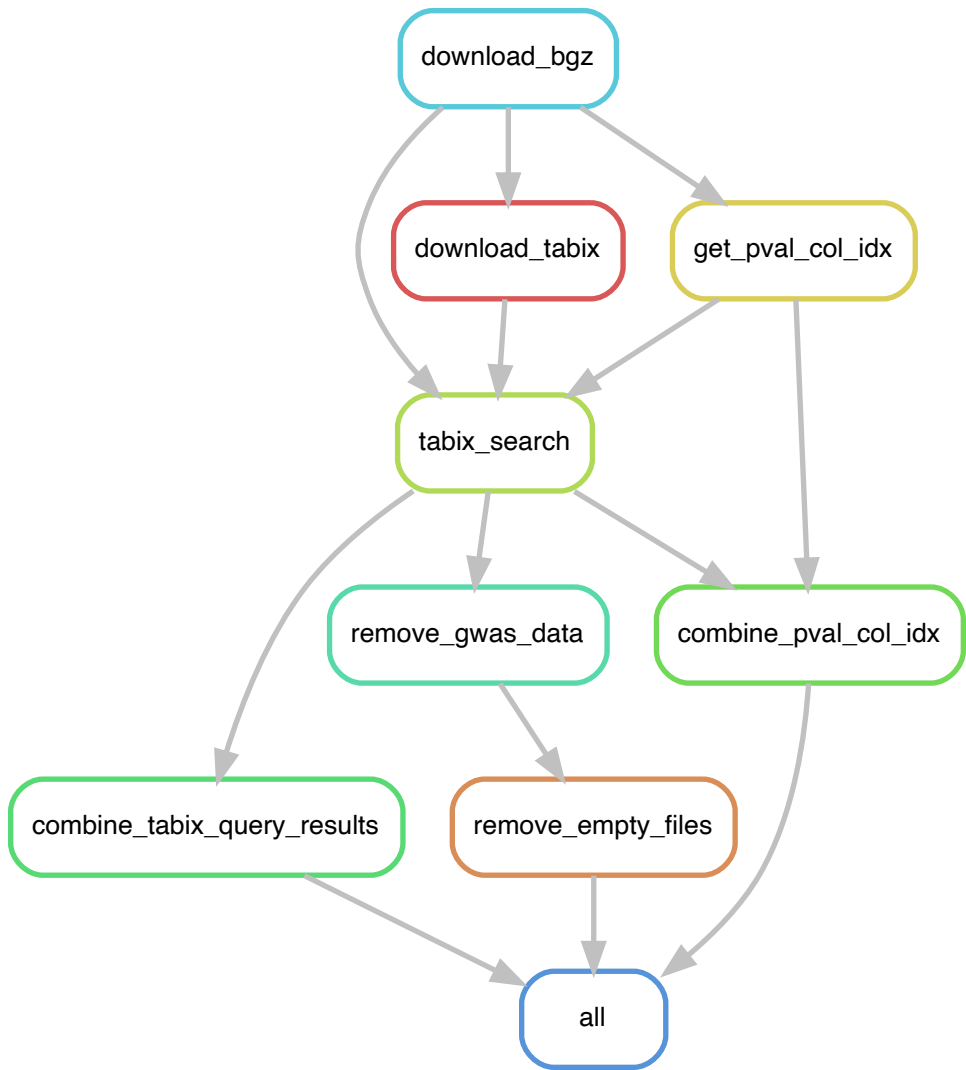 download_bgz
download_tabix
get_pval_col_idx
tabix_search
remove_gwas_data
combine_pval_col_idx
combine_tabix_query_results
remove_empty_files
all